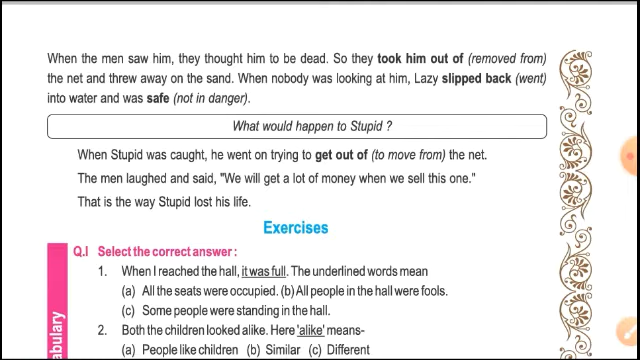 When the men saw him, they thought him to be dead. So they took him out of (removed from)
the net and threw away on the sand. When nobody was looking at him, Lazy slipped back (went)
into water and was safe (not in danger).
What would happen to Stupid ?
When Stupid was caught, he went on trying to get out of (to move from) the net.
The men laughed and said, "We will get a lot of money when we sell this one."
That is the way Stupid lost his life.
Exercises
Q.I Select the correct answer :
1. When I reached the hall, it was full. The underlined words mean
(a) All the seats were occupied. (b) All people in the hall were fools.
(c) Some people were standing in the hall.
2. Both the children looked alike. Here 'alike' means-
(a) People like children (b) Similar (c) Different
abulary